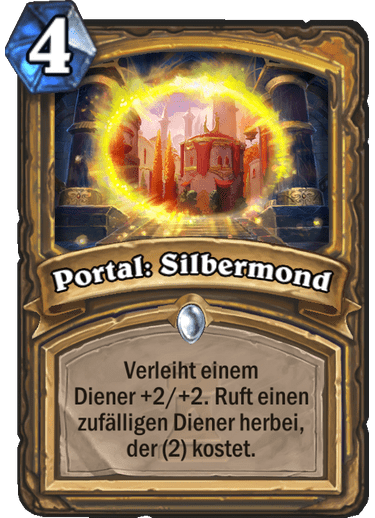 4
Portal: Silbermond
Verleiht einem
Diener +2/+2. Ruft einen
zufälligen Diener herbei,
der (2) kostet.